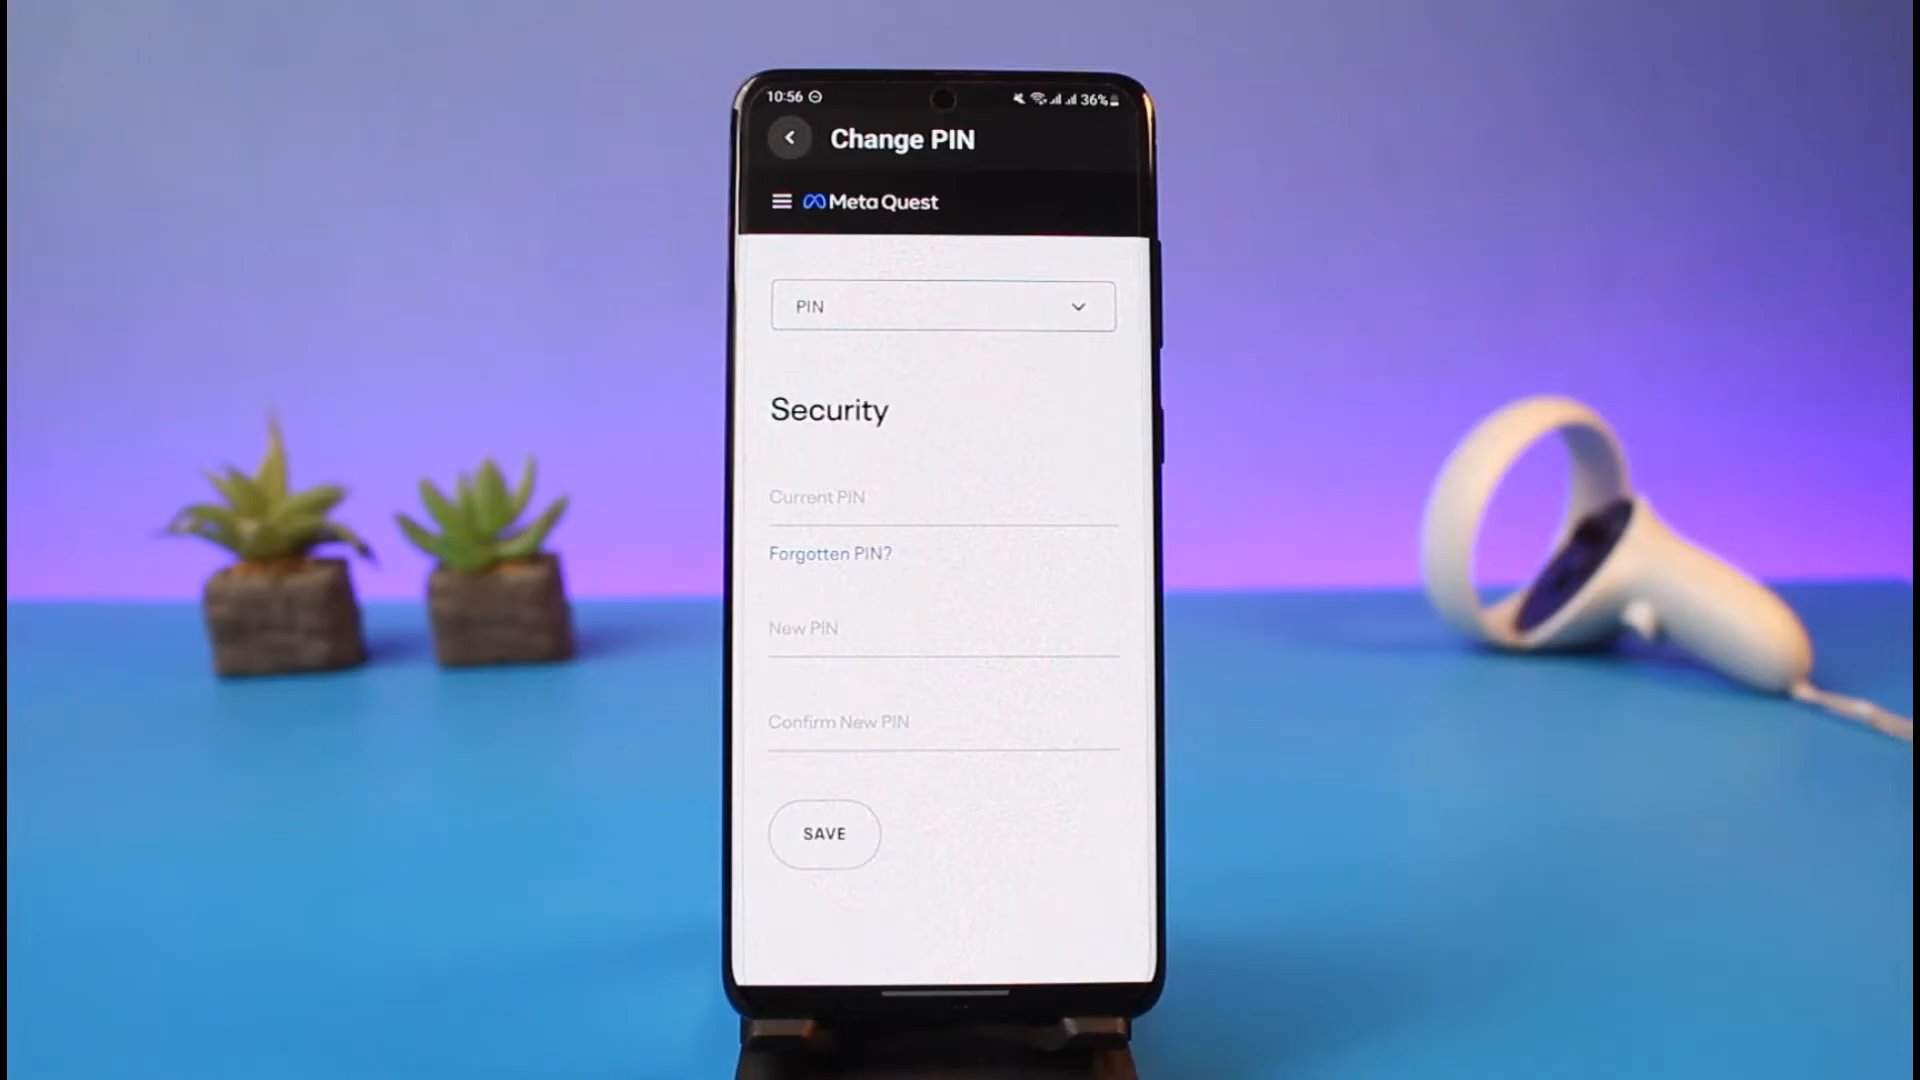 10:56
36%
Change PIN
Meta Quest
PIN
Security
Current PIN
Forgotten PIN?
New PIN
Confirm New PIN
SAVE